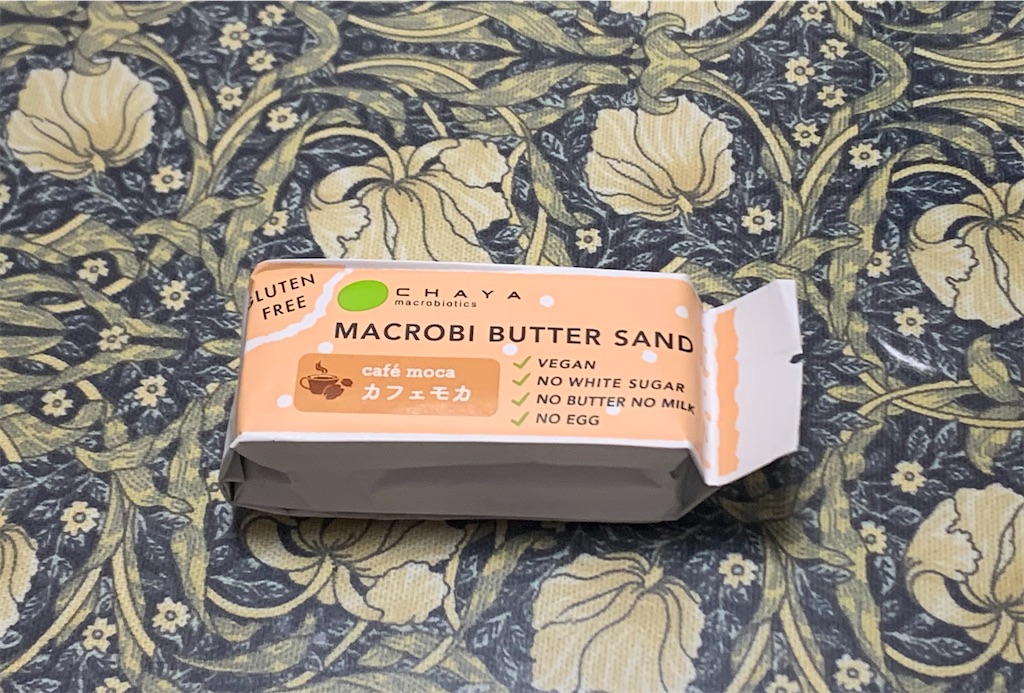 GLUTEN
FREE
CHAYA
macrobiotics
MACROBI BUTTER SAND
café moca
カフェモカ
VEGAN
NO WHITE SUGAR
NO BUTTER NO MILK
NO EGG